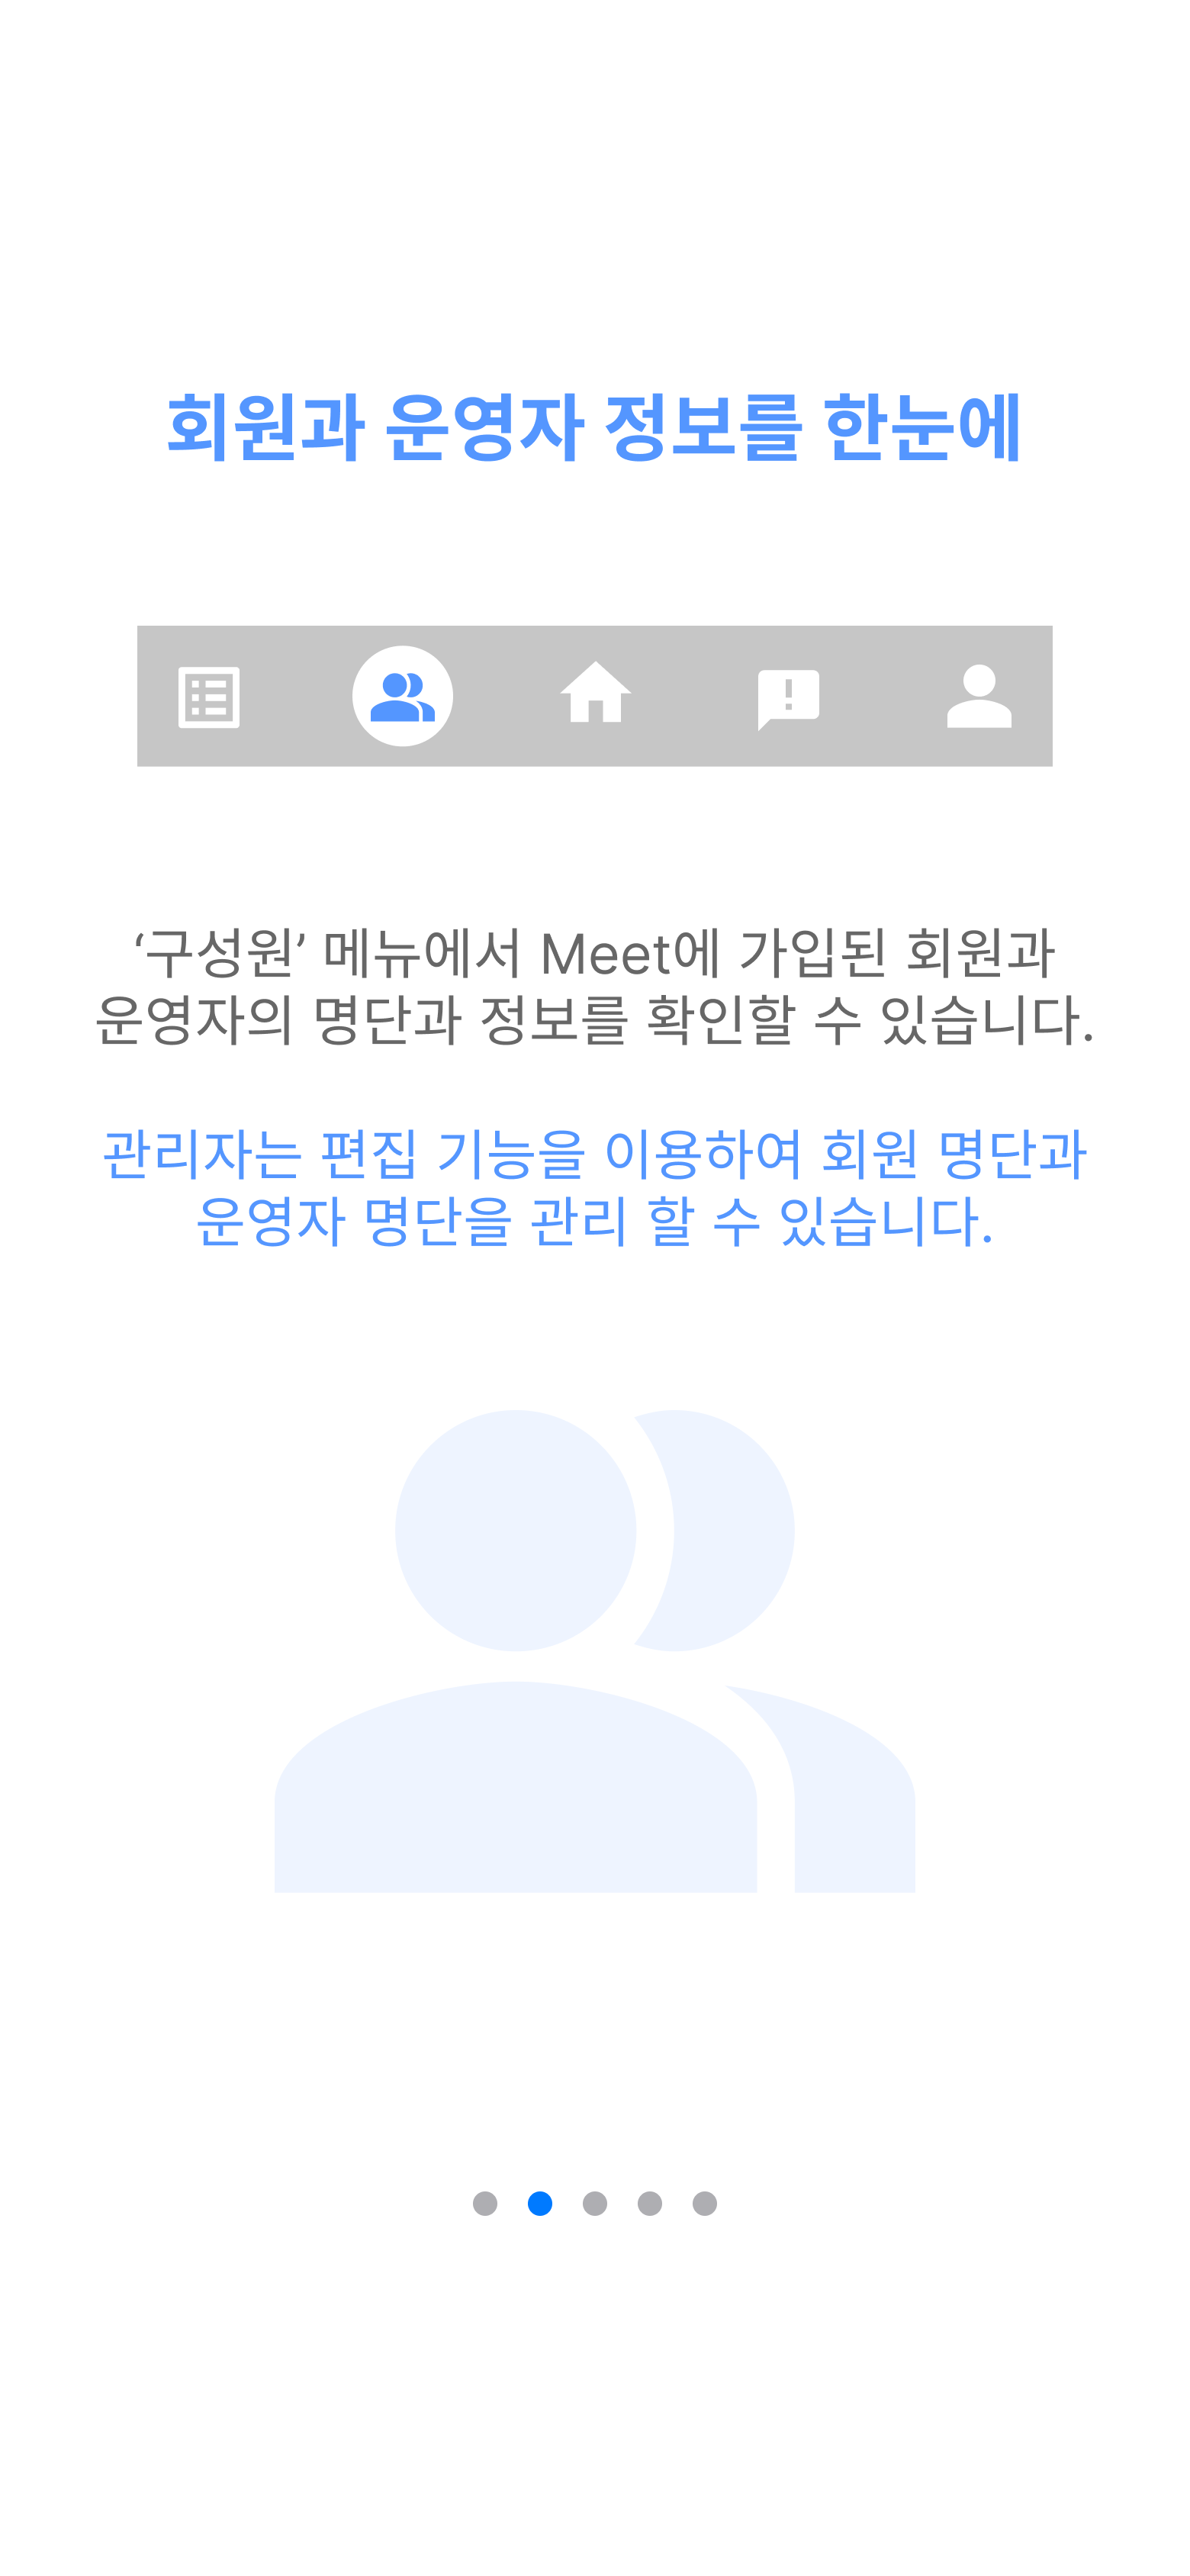 회원과 운영자 정보를 한눈에
‘구성원’ 메뉴에서 Meet에 가입된 회원과
운영자의 명단과 정보를 확인할 수 있습니다.
관리자는 편집 기능을 이용하여 회원 명단과
운영자 명단을 관리 할 수 있습니다.